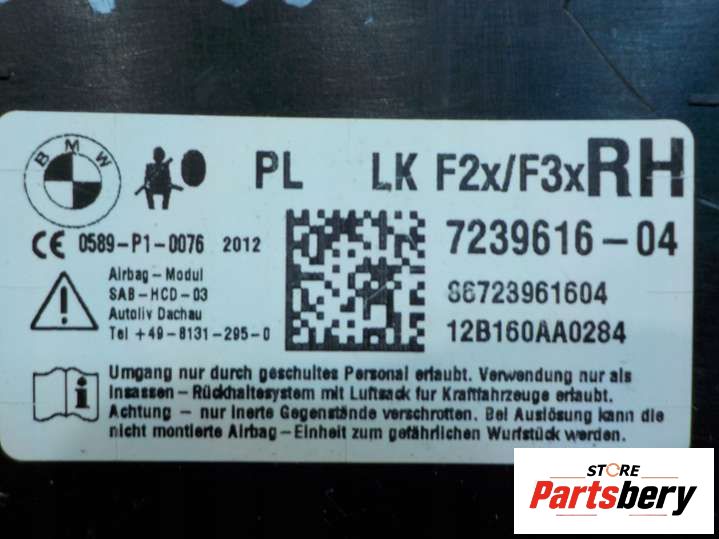 BMW
PL LK F2x/F3x RH
CE 0589-P1-0076 2012
7239616-04
Airbag-Modul
SAB-HCD-03
Autoliv Dachau
Tel +49-8131-295-0
86723961604
12B160AA0284
Umgang nur durch geschultes Personal erlaubt. Verwendung nur als
Insassen-Rückhaltesystem mit Luftsack für Kraftfahrzeuge erlaubt.
Achtung - nur inerte Gegenstände verschrotten. Bei Auslösung kann die
nicht montierte Airbag-Einheit zum gefährlichen Wurfstück werden.
STORE
Partsbery